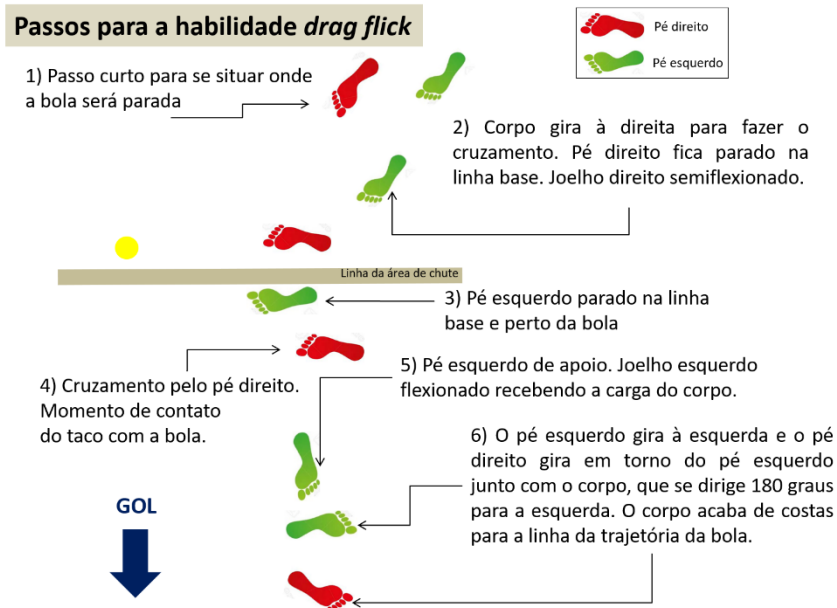 Passos para a habilidade drag flick
Pé direito
Pé esquerdo
1) Passo curto para se situar onde
a bola será parada
2) Corpo gira à direita para fazer o
cruzamento. Pé direito fica parado na
linha base. Joelho direito semiflexionado.
Linha da área de chute
3) Pé esquerdo parado na linha
base e perto da bola
4) Cruzamento pelo pé direito.
Momento de contato
do taco com a bola.
5) Pé esquerdo de apoio. Joelho esquerdo
flexionado recebendo a carga do corpo.
6) O pé esquerdo gira à esquerda e o pé
direito gira em torno do pé esquerdo
junto com o corpo, que se dirige 180 graus
para a esquerda. O corpo acaba de costas
para a linha da trajetória da bola.
GOL